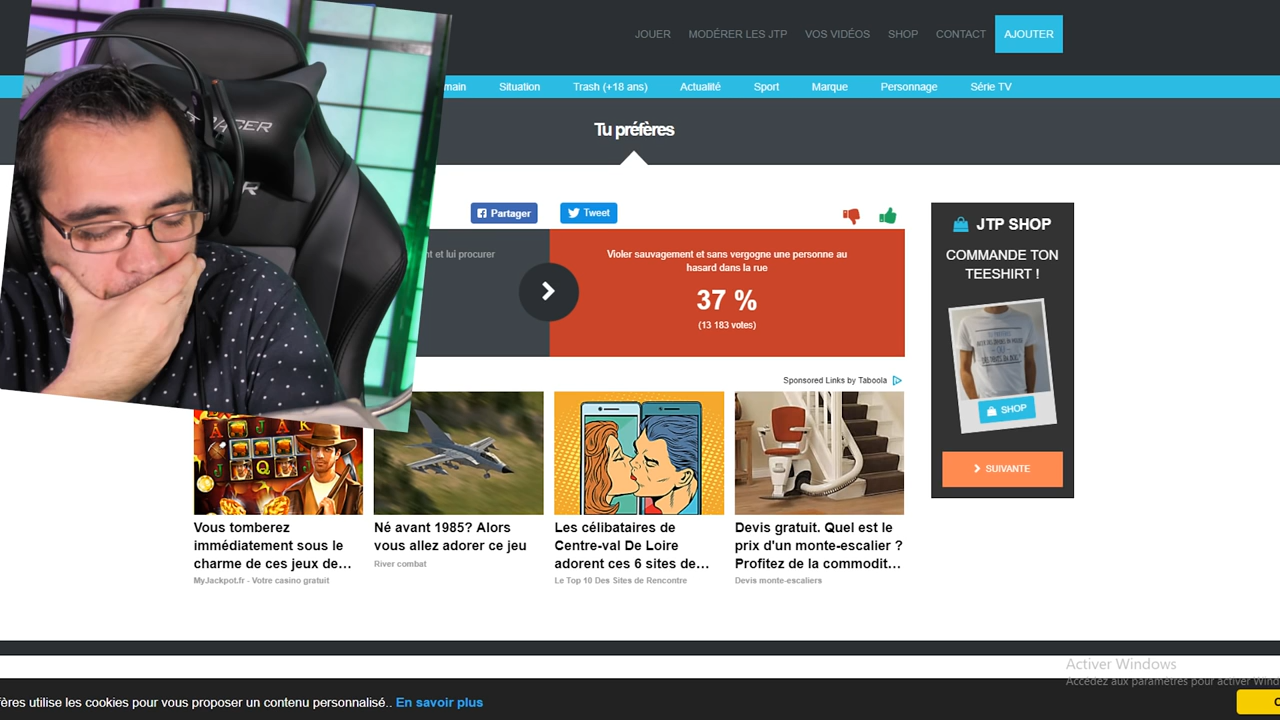 JOUER MODÉRER LES JTP VOS VIDÉOS SHOP CONTACT AJOUTER
Situation Trash (+18 ans) Actualité Sport Marque Personnage Série TV
Tu préfères
Partager Tweet
et lui procurer
Violer sauvagement et sans vergogne une personne au
hasard dans la rue
37 %
(13 183 votes)
JTP SHOP
COMMANDE TON
TEESHIRT !
SHOP
SUIVANTE
Sponsored Links by Taboola
Vous tomberez
immédiatement sous le
charme de ces jeux de…
MyJackpot.fr - Votre casino gratuit
Né avant 1985? Alors
vous allez adorer ce jeu
River combat
Les célibataires de
Centre-val De Loire
adorent ces 6 sites de…
Le Top 10 Des Sites de Rencontre
Devis gratuit. Quel est le
prix d'un monte-escalier ?
Profitez de la commodit…
Devis monte-escaliers
Activer Windows
Accédez aux paramètres pour activer Wind
fères utilise les cookies pour vous proposer un contenu personnalisé.. En savoir plus